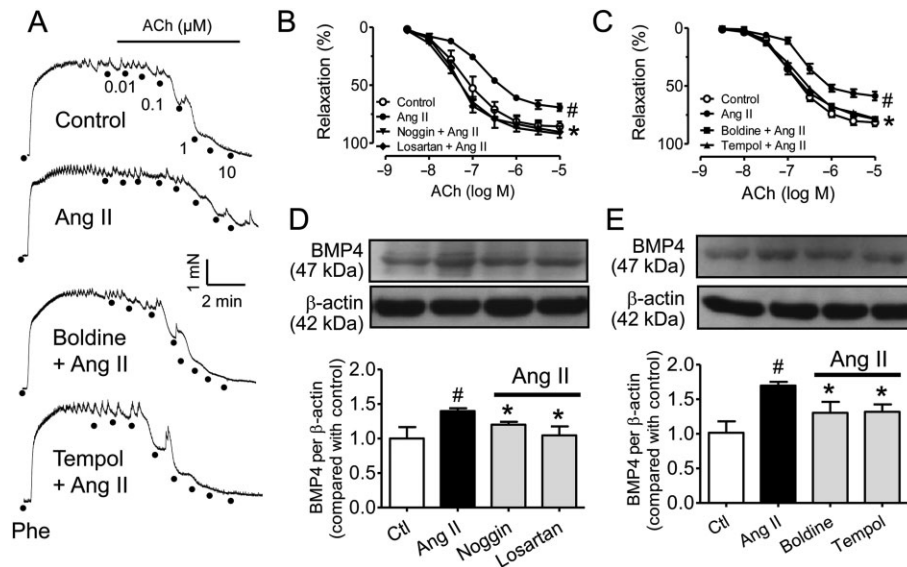 A
ACh (μM)
0.01
0.1
1
10
Control
Ang II
1 mN
2 min
Boldine
+ Ang II
Tempol
+ Ang II
Phe
B
Relaxation (%)
0
50
100
Control
Ang II
Noggin + Ang II
Losartan + Ang II
#
*
−9 −8 −7 −6 −5
ACh (log M)
C
Relaxation (%)
0
50
100
Control
Ang II
Boldine + Ang II
Tempol + Ang II
#
*
−9 −8 −7 −6 −5
ACh (log M)
D
BMP4
(47 kDa)
β-actin
(42 kDa)
BMP4 per β-actin
(compared with control)
2.0
1.5
1.0
0.5
0.0
Ang II
# * *
Ctl Ang II Noggin Losartan
E
BMP4
(47 kDa)
β-actin
(42 kDa)
BMP4 per β-actin
(compared with control)
2.0
1.5
1.0
0.5
0.0
Ang II
# * *
Ctl Ang II Boldine Tempol